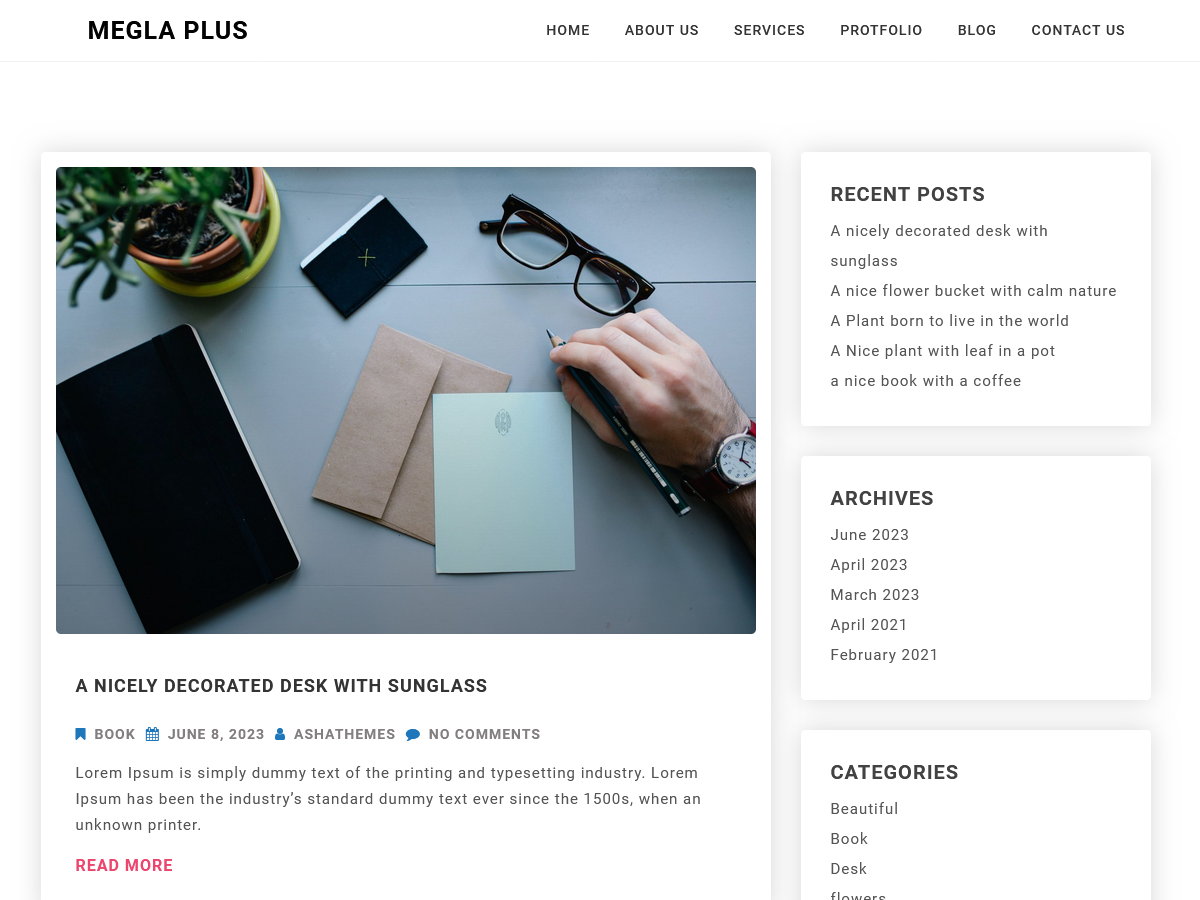 MEGLA PLUS
HOME ABOUT US SERVICES PROTFOLIO BLOG CONTACT US
A NICELY DECORATED DESK WITH SUNGLASS
BOOK JUNE 8, 2023 ASHATHEMES NO COMMENTS
Lorem Ipsum is simply dummy text of the printing and typesetting industry. Lorem
Ipsum has been the industry’s standard dummy text ever since the 1500s, when an
unknown printer.
READ MORE
RECENT POSTS
A nicely decorated desk with
sunglass
A nice flower bucket with calm nature
A Plant born to live in the world
A Nice plant with leaf in a pot
a nice book with a coffee
ARCHIVES
June 2023
April 2023
March 2023
April 2021
February 2021
CATEGORIES
Beautiful
Book
Desk
flowers